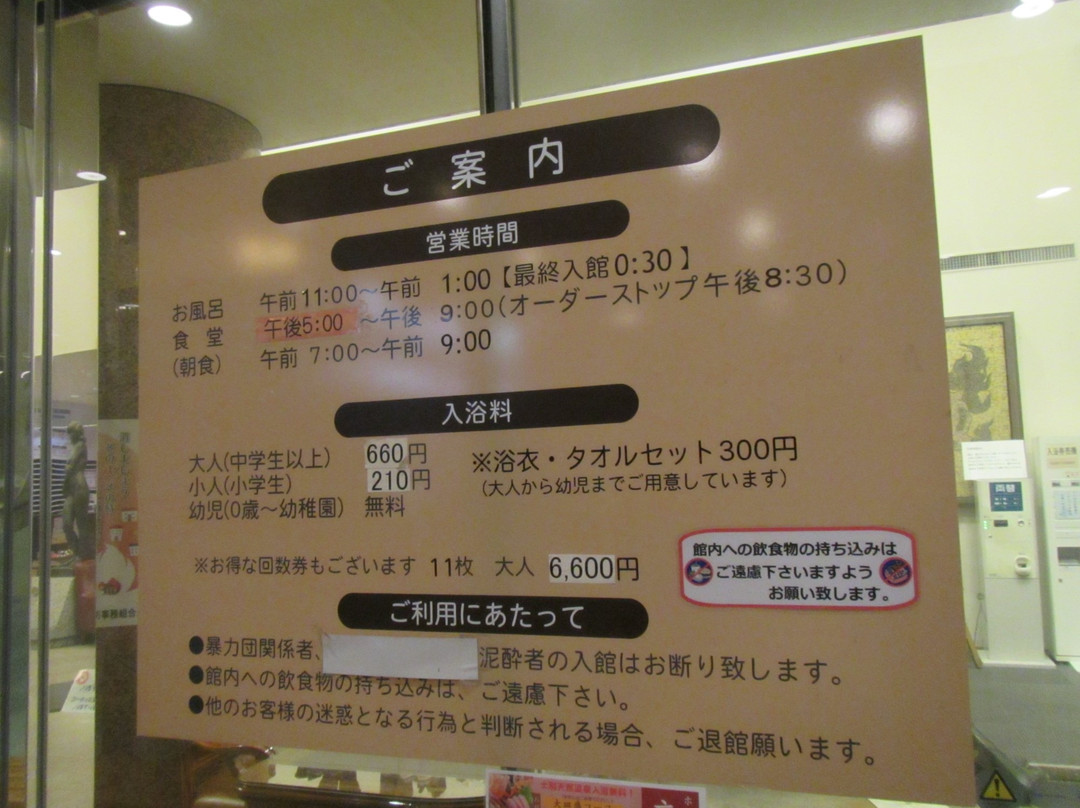 ご案内
営業時間
お風呂 午前11:00～午前 1:00【最終入館0:30】
食堂 午後5:00 ～午後 9:00(オーダーストップ午後8:30)
(朝食) 午前 7:00～午前 9:00
入浴料
大人(中学生以上) 660円
小人(小学生) 210円
幼児(0歳～幼稚園) 無料
※浴衣・タオルセット300円
(大人から幼児までご用意しています)
※お得な回数券もございます 11枚 大人 6,600円
館内への飲食物の持ち込みは
ご遠慮下さいますよう
お願い致します。
ご利用にあたって
●暴力団関係者、
泥酔者の入館はお断り致します。
●館内への飲食物の持ち込みは、ご遠慮下さい。
●他のお客様の迷惑となる行為と判断される場合、ご退館願います。
両替